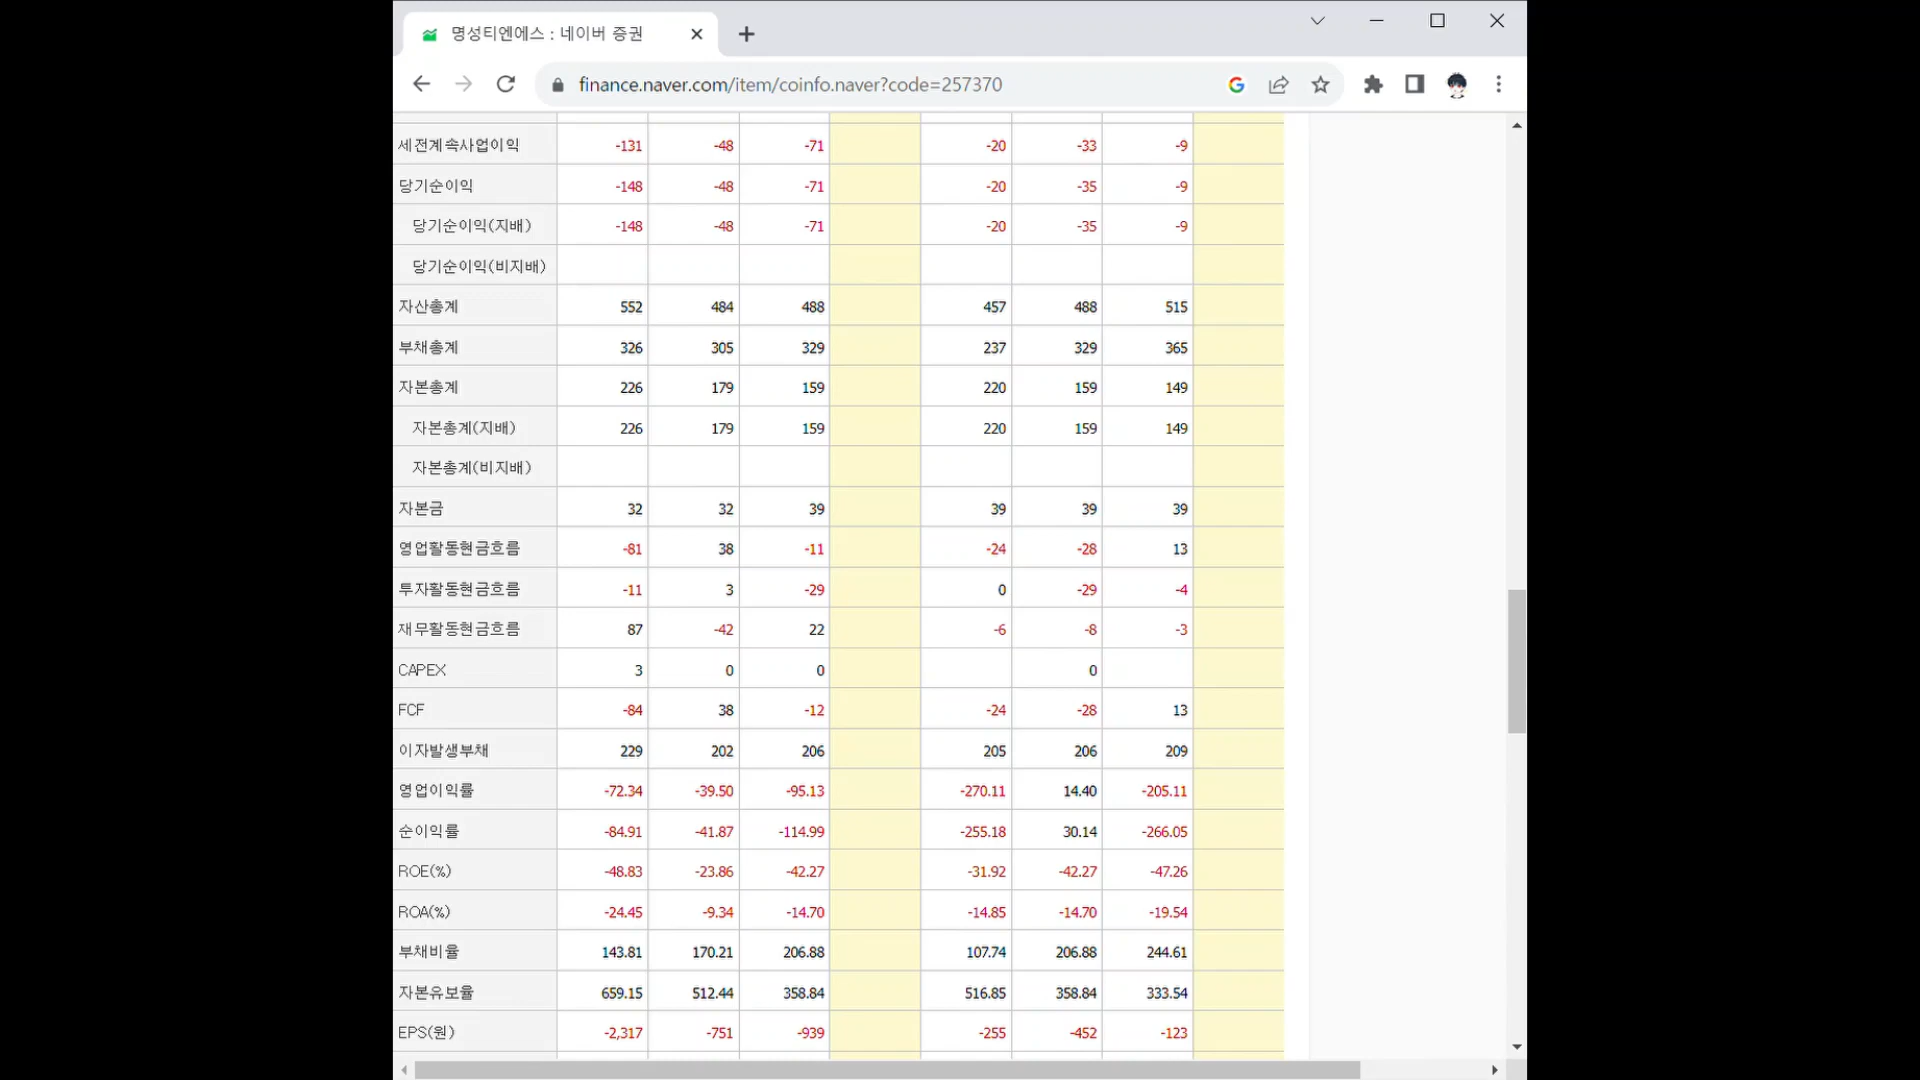 명성티엔에스 : 네이버 증권
finance.naver.com/item/coinfo.naver?code=257370
세전계속사업이익 -131 -48 -71 -20 -33 -9
당기순이익 -148 -48 -71 -20 -35 -9
당기순이익(지배) -148 -48 -71 -20 -35 -9
당기순이익(비지배)
자산총계 552 484 488 457 488 515
부채총계 326 305 329 237 329 365
자본총계 226 179 159 220 159 149
자본총계(지배) 226 179 159 220 159 149
자본총계(비지배)
자본금 32 32 39 39 39 39
영업활동현금흐름 -81 38 -11 -24 -28 13
투자활동현금흐름 -11 3 -29 0 -29 -4
재무활동현금흐름 87 -42 22 -6 -8 -3
CAPEX 3 0 0 0
FCF -84 38 -12 -24 -28 13
이자발생부채 229 202 206 205 206 209
영업이익률 -72.34 -39.50 -95.13 -270.11 14.40 -205.11
순이익률 -84.91 -41.87 -114.99 -255.18 30.14 -266.05
ROE(%) -48.83 -23.86 -42.27 -31.92 -42.27 -47.26
ROA(%) -24.45 -9.34 -14.70 -14.85 -14.70 -19.54
부채비율 143.81 170.21 206.88 107.74 206.88 244.61
자본유보율 659.15 512.44 358.84 516.85 358.84 333.54
EPS(원) -2,317 -751 -939 -255 -452 -123